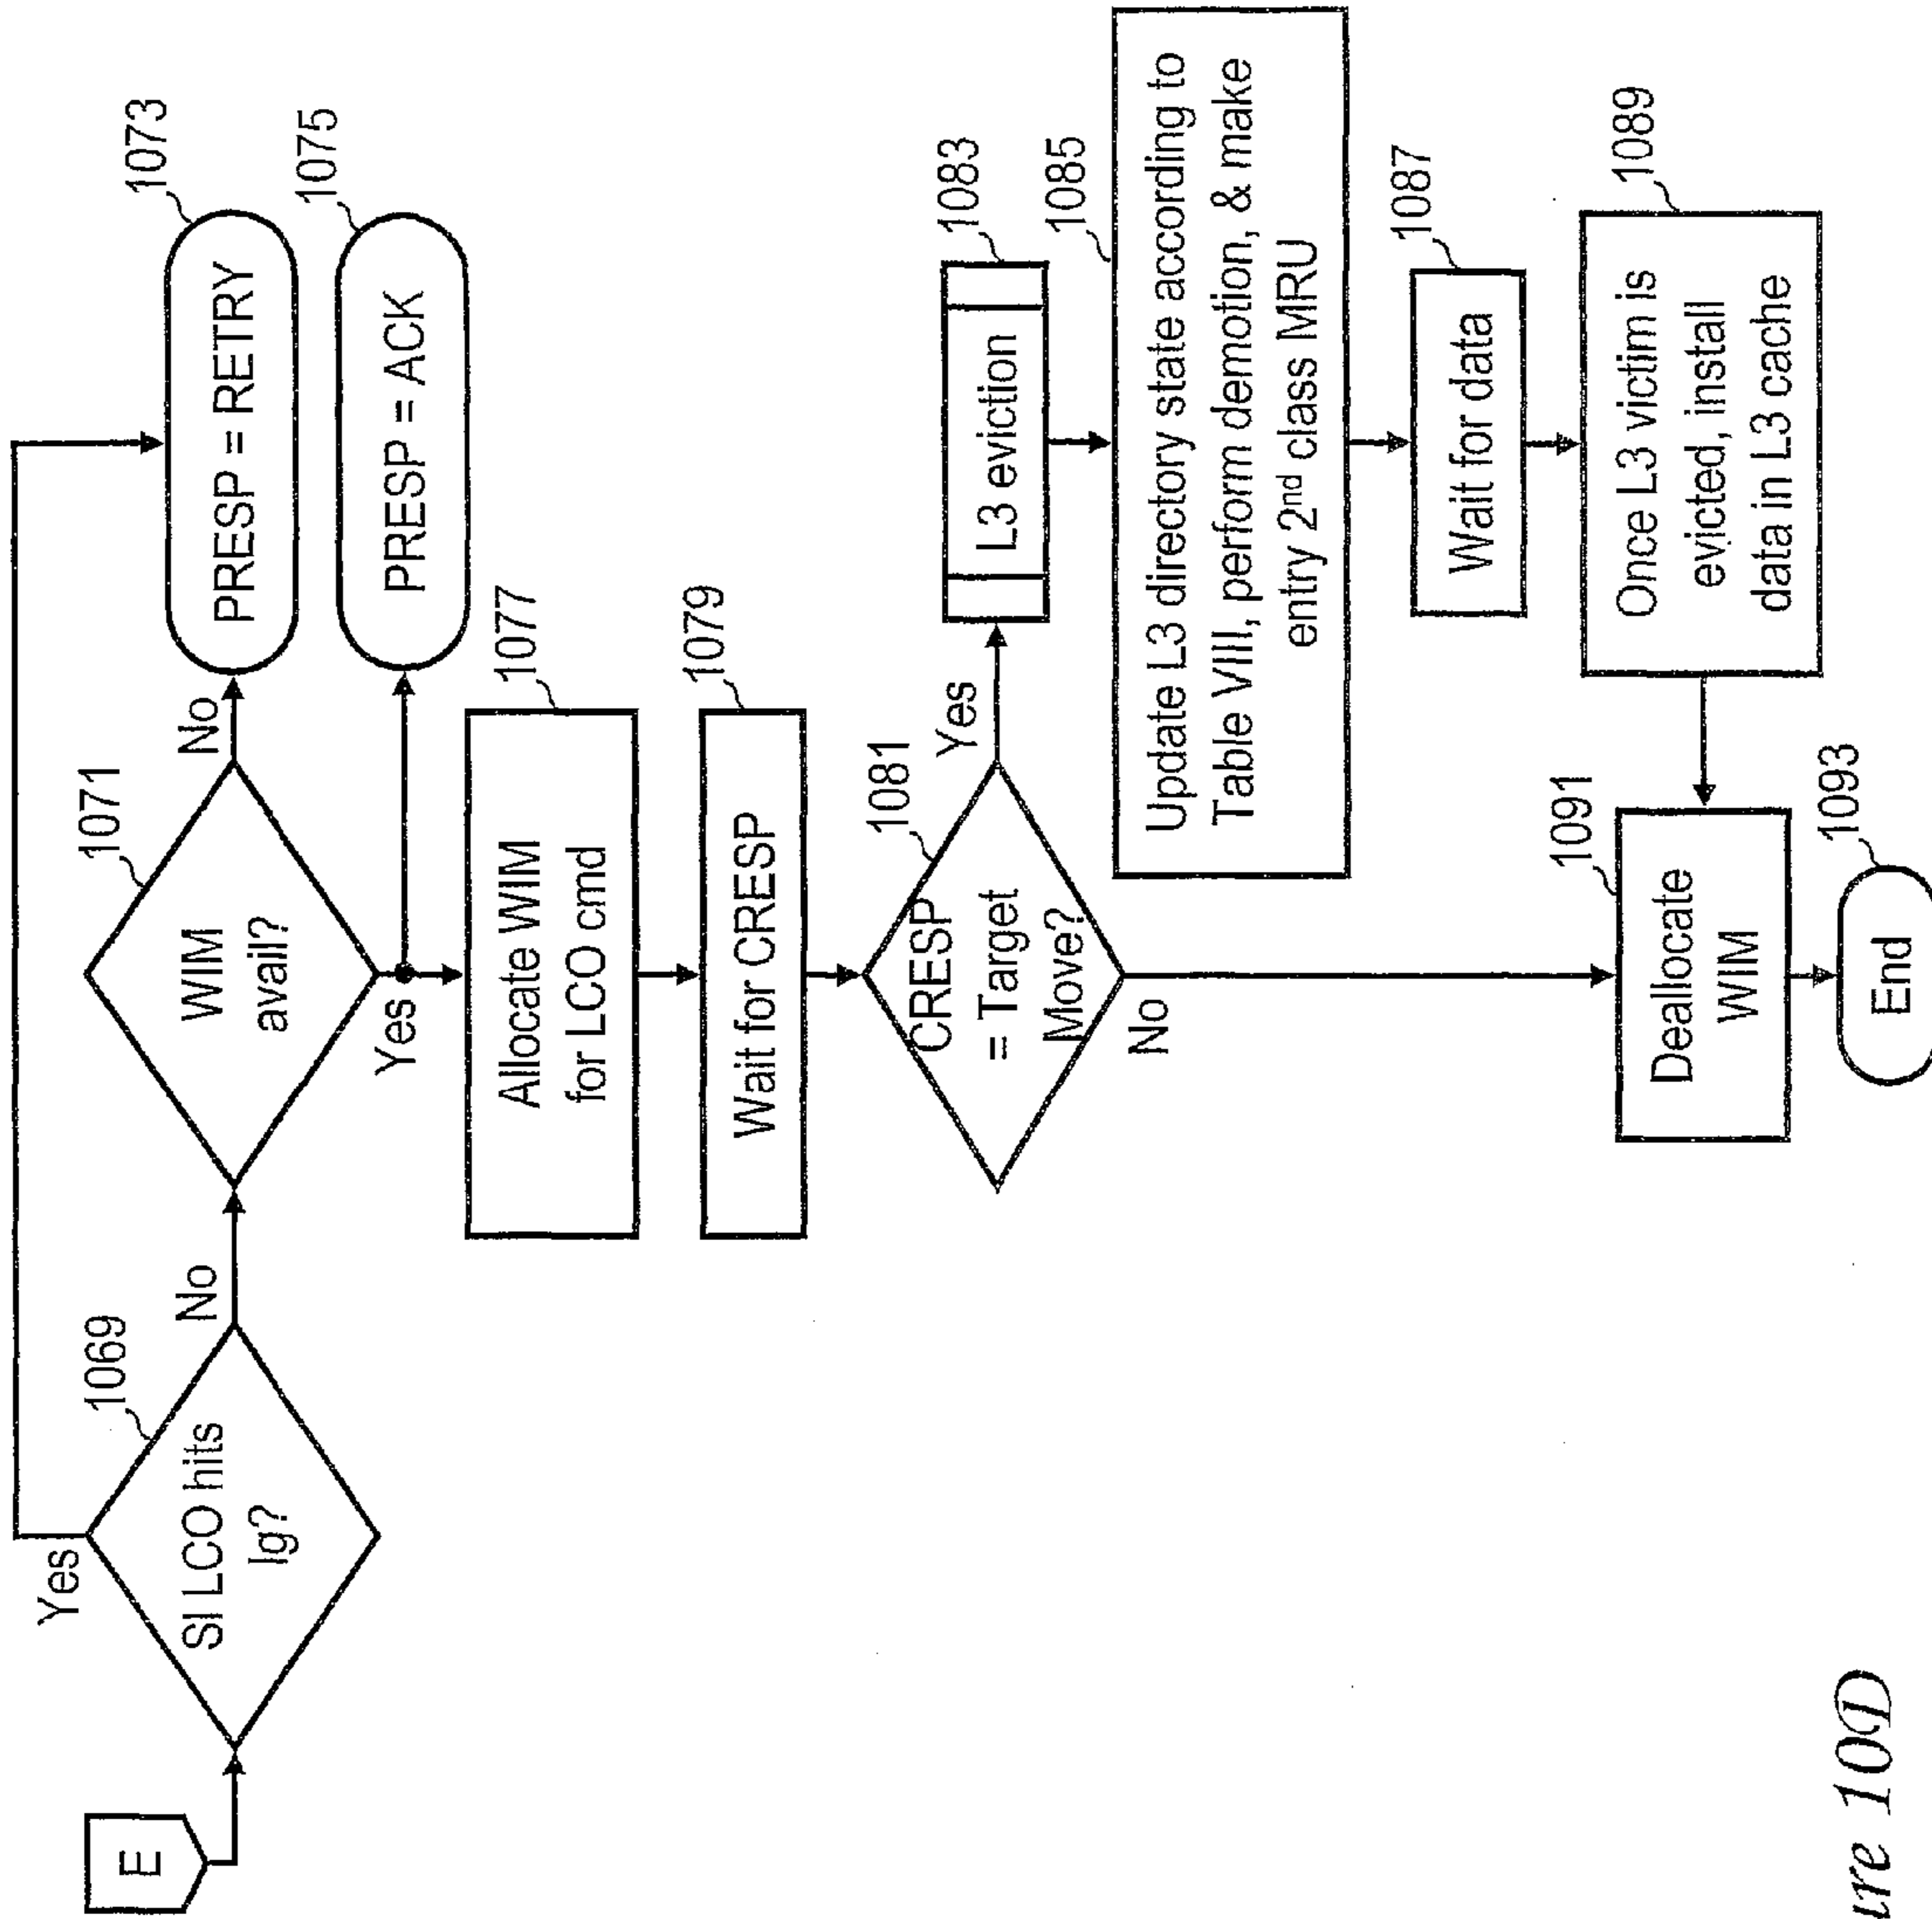 E
SI LCO hits
Ig?
1069
Yes
No
WIM
avail?
1071
No
Yes
PRESP = RETRY
1073
PRESP = ACK
1075
Allocate WIM
for LCO cmd
1077
Wait for CRESP
1079
CRESP
= Target
Move?
1081
Yes
No
L3 eviction
1083
Update L3 directory state according to
Table VIII, perform demotion, & make
entry 2nd class MRU
1085
Wait for data
1087
Once L3 victim is
evicted, install
data in L3 cache
1089
Deallocate
WIM
1091
End
1093
ure 10D